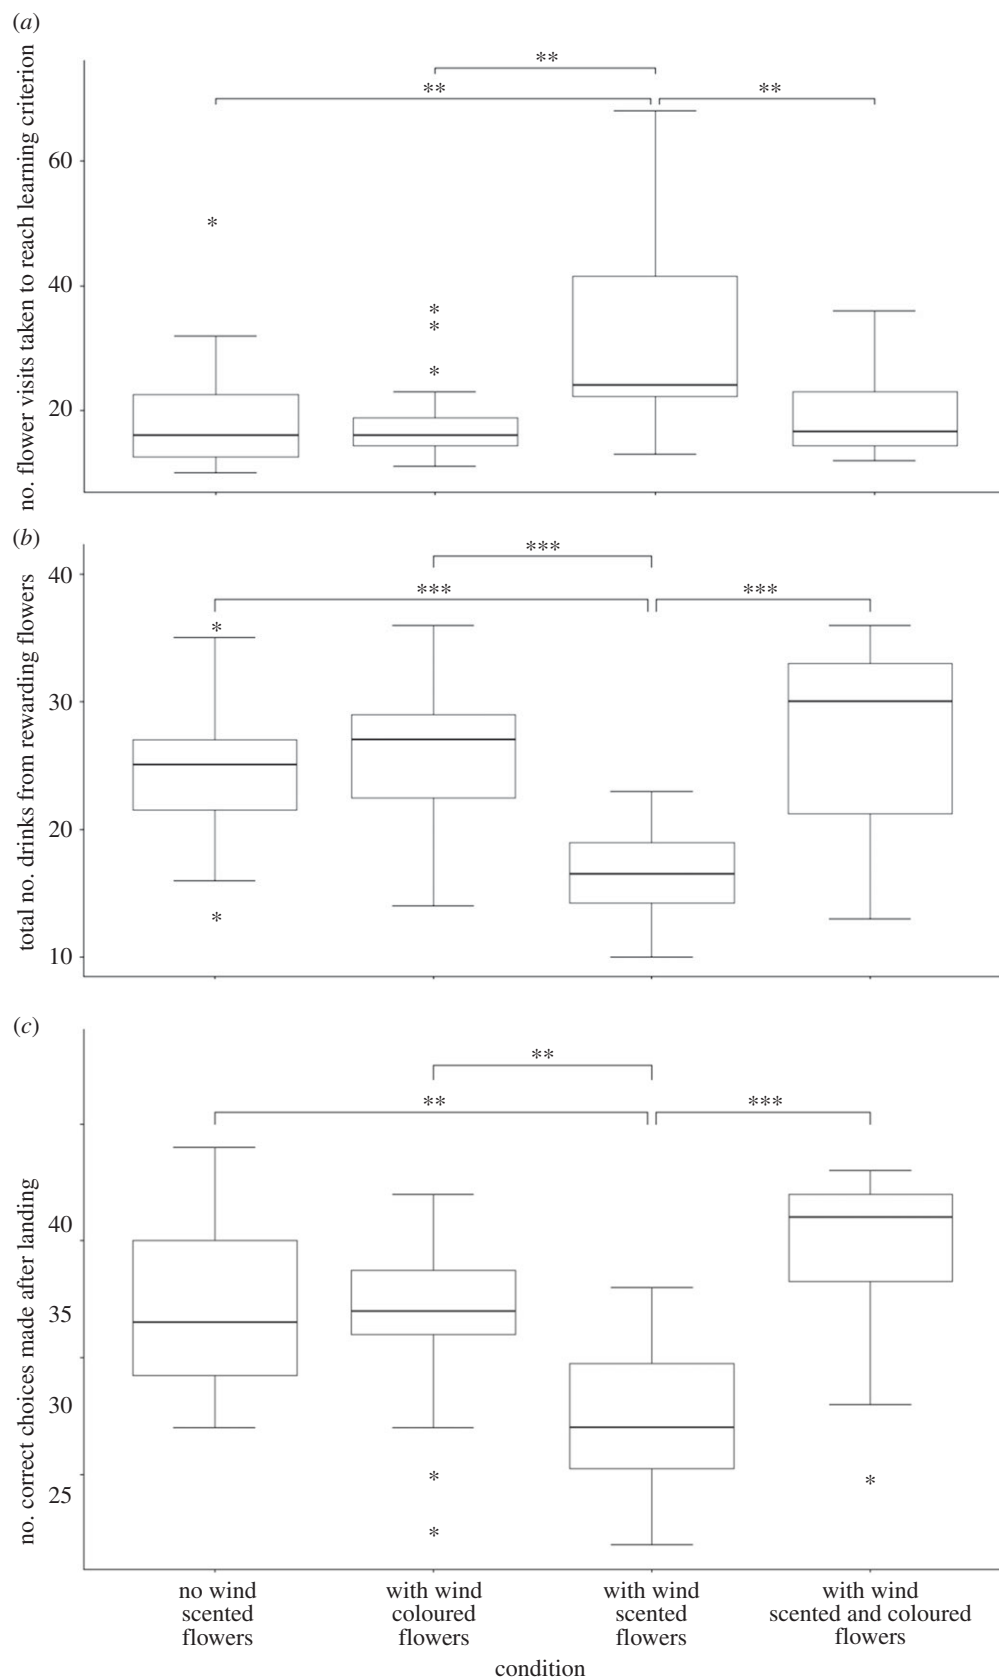 (a)
no. flower visits taken to reach learning criterion
60
40
20
**
**
**
*
*
*
*
(b)
total no. drinks from rewarding flowers
40
30
20
10
***
***
***
*
*
(c)
no. correct choices made after landing
40
35
30
25
**
**
***
*
*
*
no wind
scented
flowers
with wind
coloured
flowers
with wind
scented
flowers
with wind
scented and coloured
flowers
condition